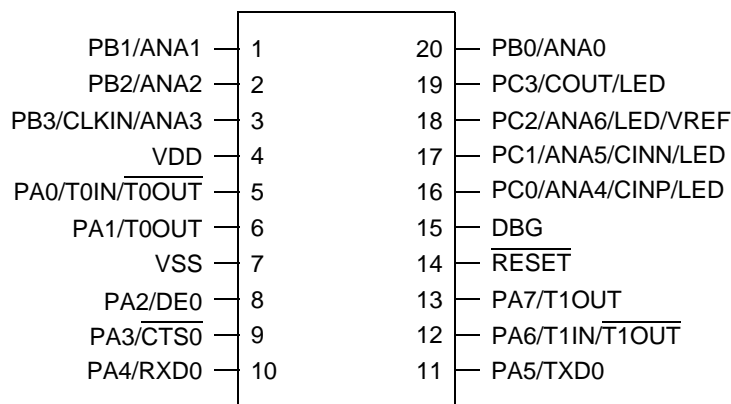 PB1/ANA1 1 20 PB0/ANA0
PB2/ANA2 2 19 PC3/COUT/LED
PB3/CLKIN/ANA3 3 18 PC2/ANA6/LED/VREF
VDD 4 17 PC1/ANA5/CINN/LED
PA0/T0IN/T0OUT 5 16 PC0/ANA4/CINP/LED
PA1/T0OUT 6 15 DBG
VSS 7 14 RESET
PA2/DE0 8 13 PA7/T1OUT
PA3/CTS0 9 12 PA6/T1IN/T1OUT
PA4/RXD0 10 11 PA5/TXD0